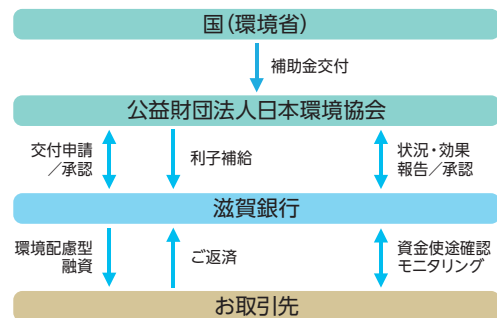 国（環境省）
補助金交付
公益財団法人日本環境協会
交付申請
／承認
利子補給
状況・効果
報告／承認
滋賀銀行
環境配慮型
融資
ご返済
資金使途確認
モニタリング
お取引先